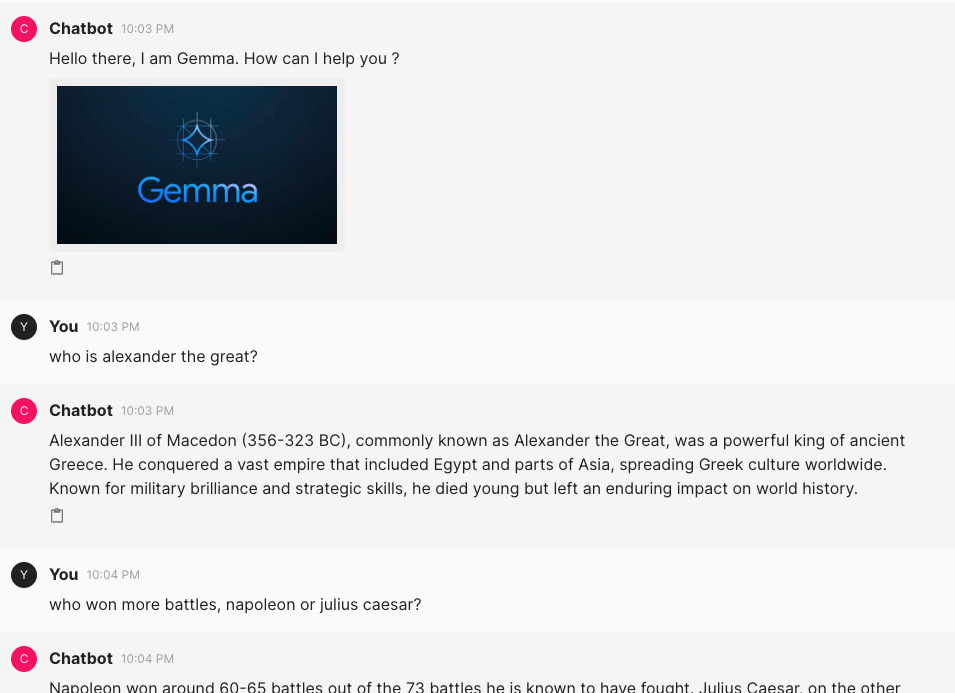 C Chatbot 10:03 PM
Hello there, I am Gemma. How can I help you ?
Gemma
Y You 10:03 PM
who is alexander the great?
C Chatbot 10:03 PM
Alexander III of Macedon (356-323 BC), commonly known as Alexander the Great, was a powerful king of ancient
Greece. He conquered a vast empire that included Egypt and parts of Asia, spreading Greek culture worldwide.
Known for military brilliance and strategic skills, he died young but left an enduring impact on world history.
Y You 10:04 PM
who won more battles, napoleon or julius caesar?
C Chatbot 10:04 PM
Napoleon won around 60-65 battles out of the 73 battles he is known to have fought. Julius Caesar, on the other